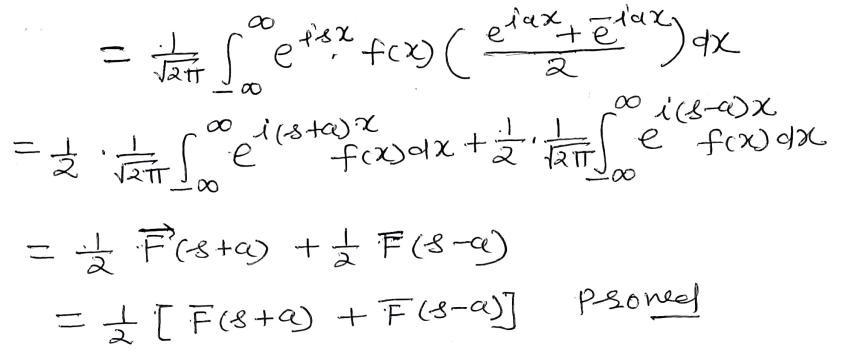 = 1/√2π ∫_{-∞}^{∞} e^{isx} f(x) ( (e^{iax} + e^{-iax})/2 ) dx
= 1/2 · 1/√2π ∫_{-∞}^{∞} e^{i(s+a)x} f(x) dx + 1/2 · 1/√2π ∫_{-∞}^{∞} e^{i(s-a)x} f(x) dx
= 1/2 F̅(s+a) + 1/2 F̅(s-a)
= 1/2 [ F̅(s+a) + F̅(s-a)] proved